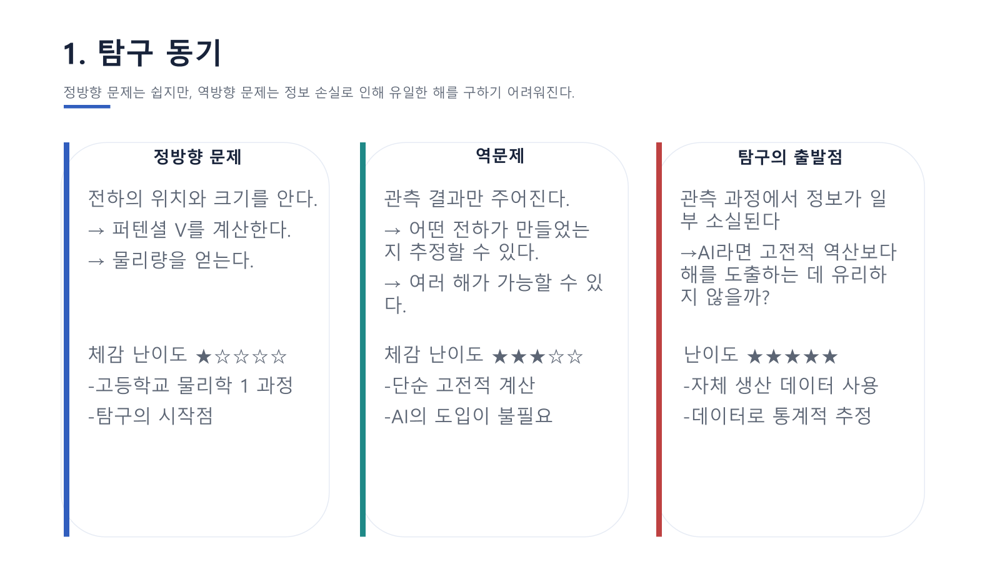 1. 탐구 동기
정방향 문제는 쉽지만, 역방향 문제는 정보 손실로 인해 유일한 해를 구하기 어려워진다.
정방향 문제
전하의 위치와 크기를 안다.
→ 퍼텐셜 V를 계산한다.
→ 물리량을 얻는다.
체감 난이도 ★☆☆☆☆
-고등학교 물리학 1 과정
-탐구의 시작점
역문제
관측 결과만 주어진다.
→ 어떤 전하가 만들었는
지 추정할 수 있다.
→ 여러 해가 가능할 수 있
다.
체감 난이도 ★★★☆☆
-단순 고전적 계산
-AI의 도입이 불필요
탐구의 출발점
관측 과정에서 정보가 일
부 소실된다
→AI라면 고전적 역산보다
해를 도출하는 데 유리하
지 않을까?
난이도 ★★★★★
-자체 생산 데이터 사용
-데이터로 통계적 추정